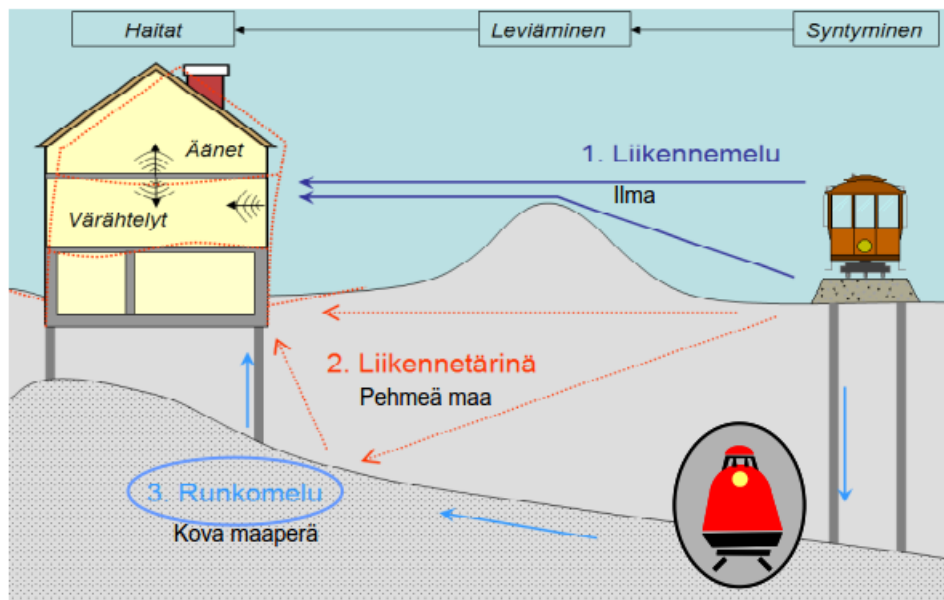 Haitat
Leviäminen
Syntyminen
Äänet
Värähtelyt
1. Liikennemelu
Ilma
2. Liikennetärinä
Pehmeä maa
3. Runkomelu
Kova maaperä